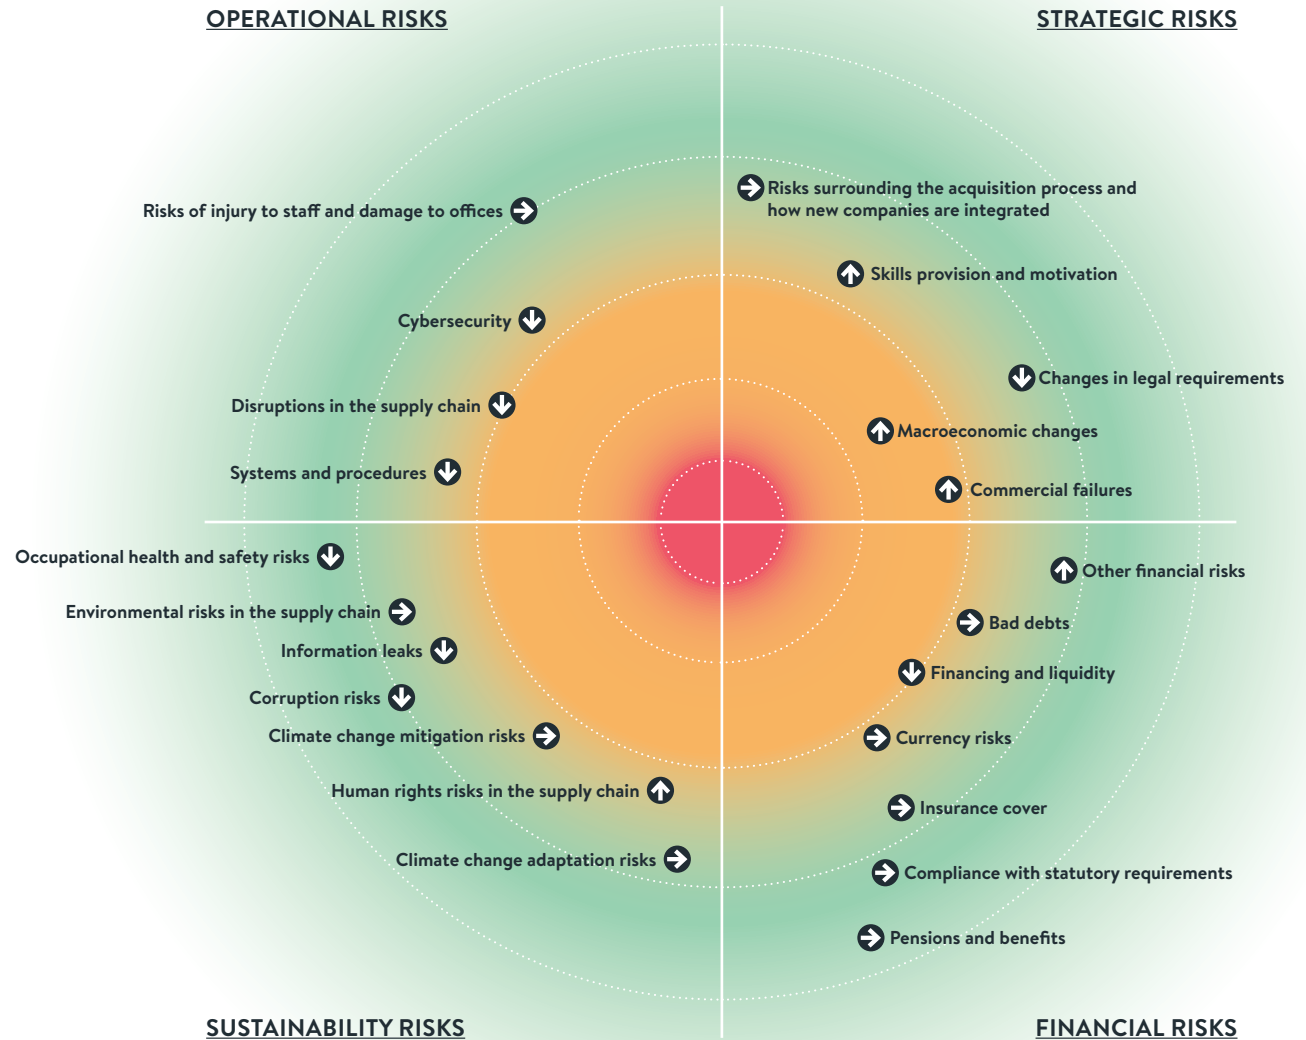 OPERATIONAL RISKS
STRATEGIC RISKS
Risks of injury to staff and damage to offices
Cybersecurity
Disruptions in the supply chain
Systems and procedures
Risks surrounding the acquisition process and
how new companies are integrated
Skills provision and motivation
Changes in legal requirements
Macroeconomic changes
Commercial failures
Occupational health and safety risks
Environmental risks in the supply chain
Information leaks
Corruption risks
Climate change mitigation risks
Human rights risks in the supply chain
Climate change adaptation risks
Other financial risks
Bad debts
Financing and liquidity
Currency risks
Insurance cover
Compliance with statutory requirements
Pensions and benefits
SUSTAINABILITY RISKS
FINANCIAL RISKS